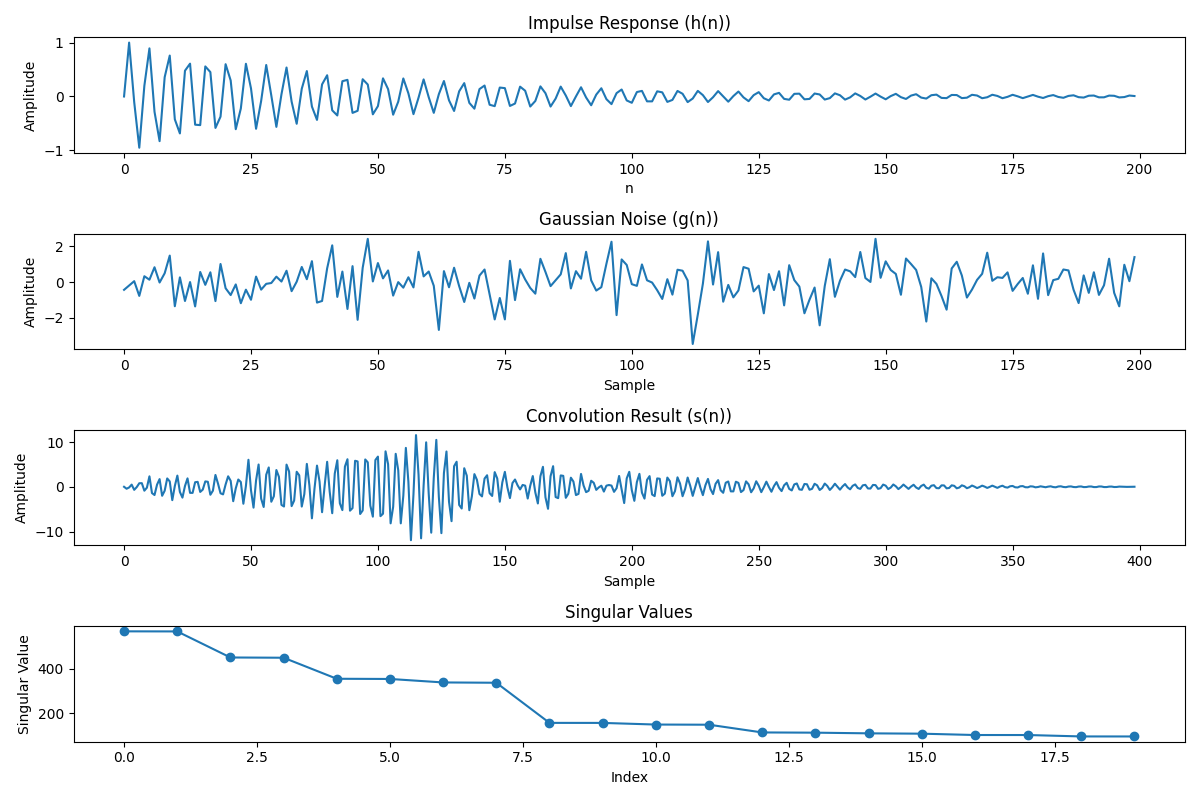 Impulse Response (h(n))
1
0
−1
Amplitude
0 25 50 75 100 125 150 175 200
n
Gaussian Noise (g(n))
2
0
−2
Amplitude
0 25 50 75 100 125 150 175 200
Sample
Convolution Result (s(n))
10
0
−10
Amplitude
0 50 100 150 200 250 300 350 400
Sample
Singular Values
400
200
Singular Value
0.0 2.5 5.0 7.5 10.0 12.5 15.0 17.5
Index